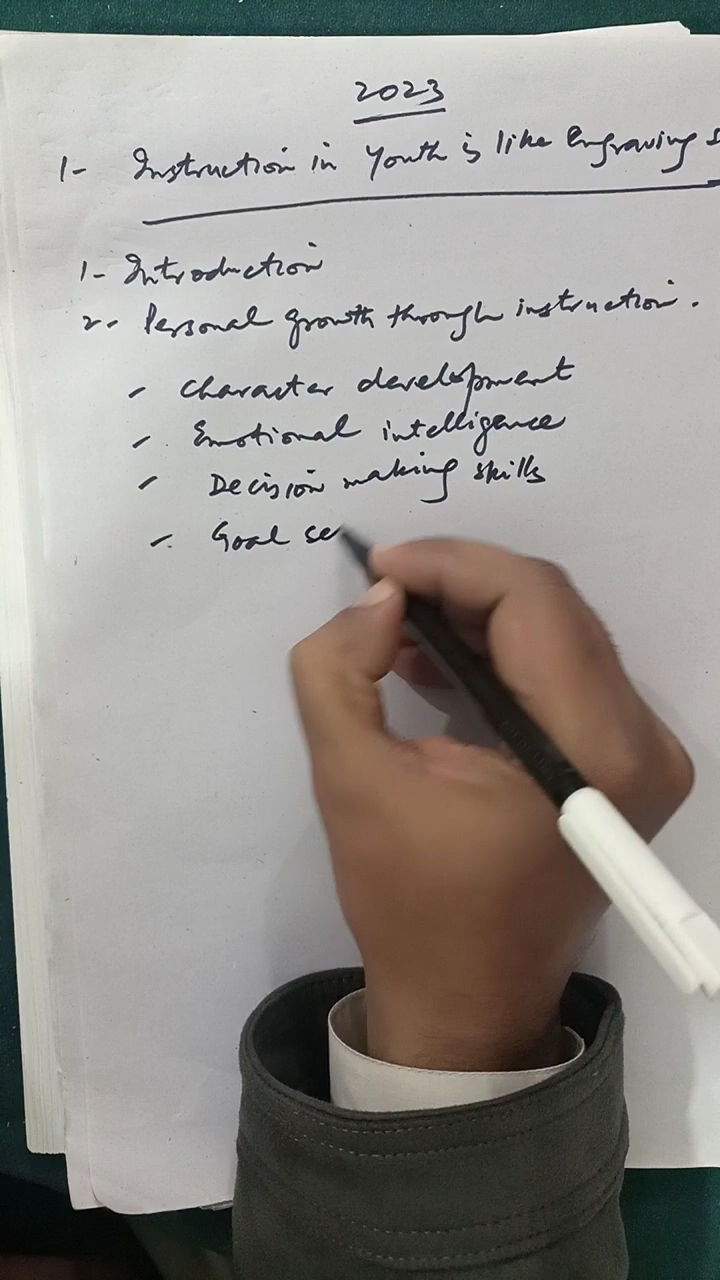 2023
1- Instruction in Youth is like Engraving
1- Introduction
2- Personal growth through instruction.
- Character development
- Emotional intelligence
- Decision making skills
- Goal se